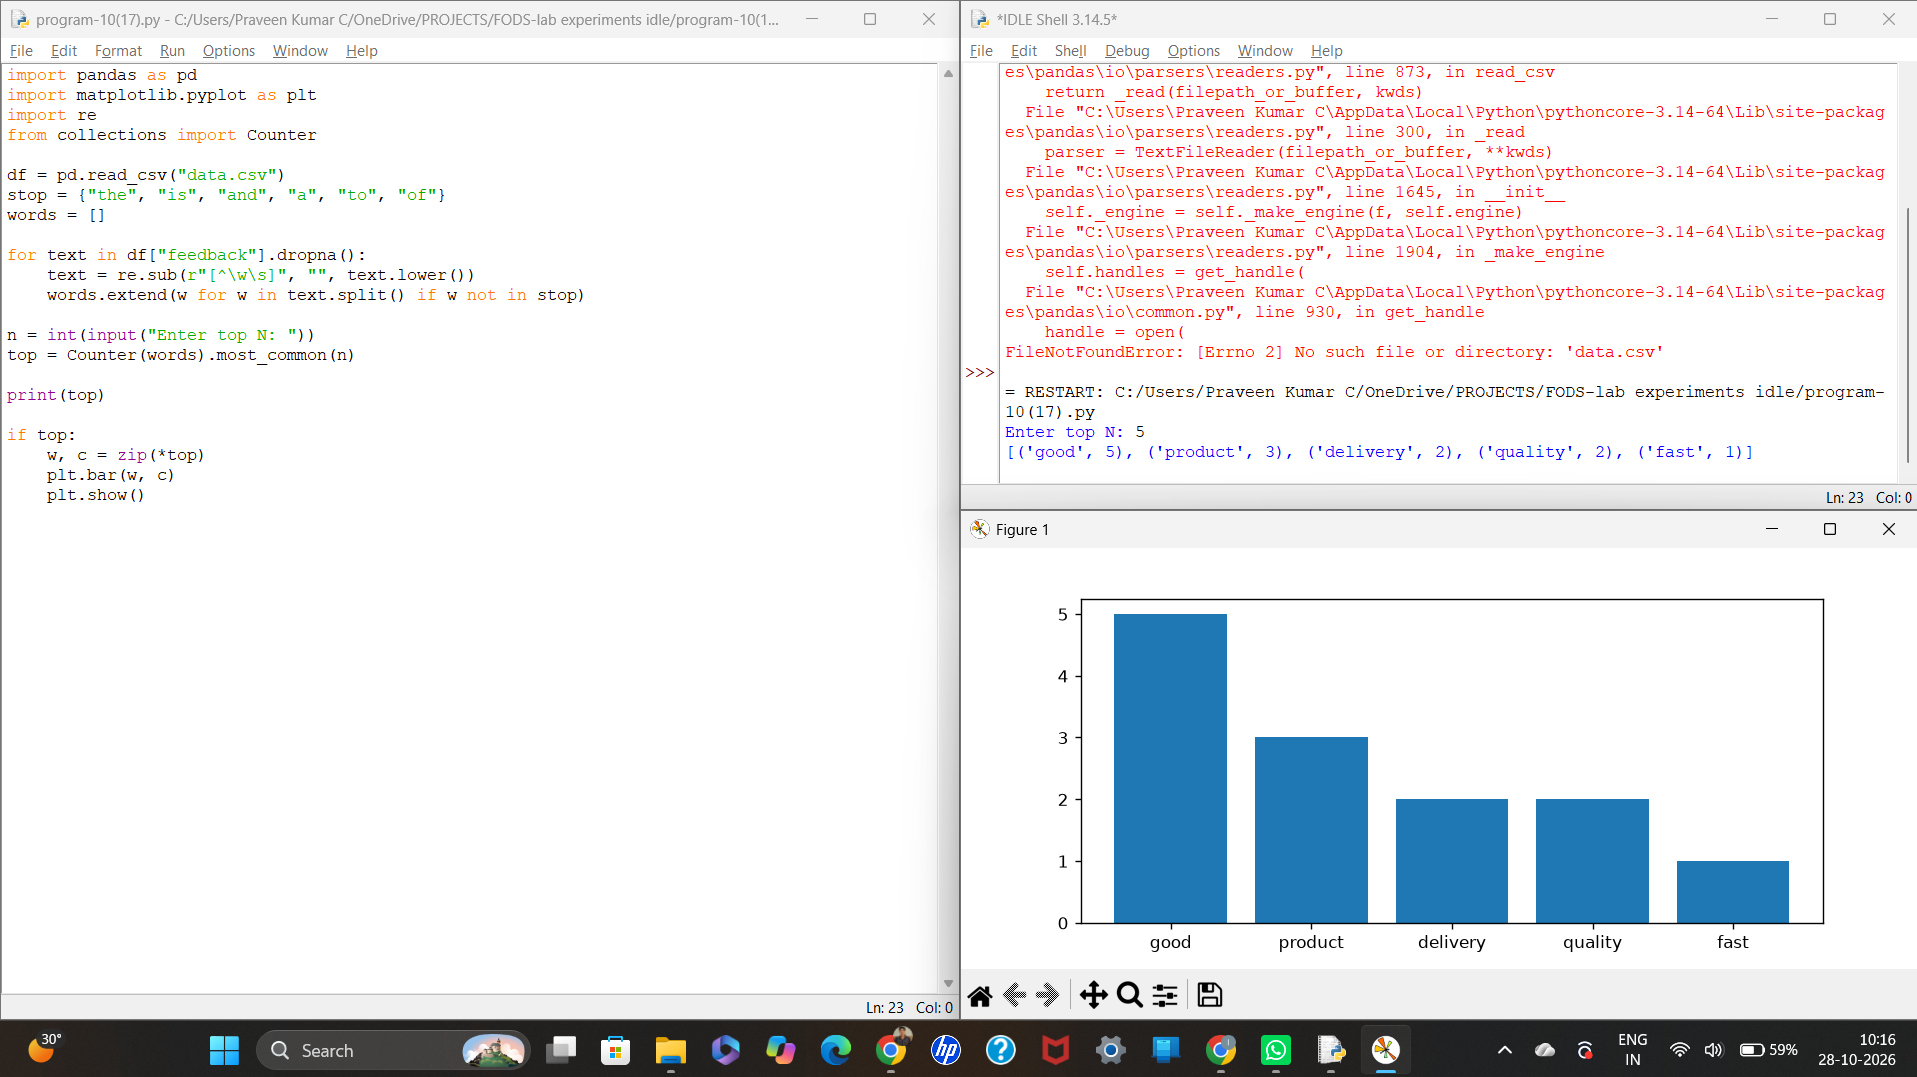 program-10(17).py - C:/Users/Praveen Kumar C/OneDrive/PROJECTS/FODS-lab experiments idle/program-10(1...
File Edit Format Run Options Window Help
import pandas as pd
import matplotlib.pyplot as plt
import re
from collections import Counter
df = pd.read_csv("data.csv")
stop = {"the", "is", "and", "a", "to", "of"}
words = []
for text in df["feedback"].dropna():
    text = re.sub(r"[^\w\s]", "", text.lower())
    words.extend(w for w in text.split() if w not in stop)
n = int(input("Enter top N: "))
top = Counter(words).most_common(n)
print(top)
if top:
    w, c = zip(*top)
    plt.bar(w, c)
    plt.show()
Ln: 23 Col: 0
*IDLE Shell 3.14.5*
File Edit Shell Debug Options Window Help
es\pandas\io\parsers\readers.py", line 873, in read_csv
    return _read(filepath_or_buffer, kwds)
  File "C:\Users\Praveen Kumar C\AppData\Local\Python\pythoncore-3.14-64\Lib\site-packag
es\pandas\io\parsers\readers.py", line 300, in _read
    parser = TextFileReader(filepath_or_buffer, **kwds)
  File "C:\Users\Praveen Kumar C\AppData\Local\Python\pythoncore-3.14-64\Lib\site-packag
es\pandas\io\parsers\readers.py", line 1645, in __init__
    self._engine = self._make_engine(f, self.engine)
  File "C:\Users\Praveen Kumar C\AppData\Local\Python\pythoncore-3.14-64\Lib\site-packag
es\pandas\io\parsers\readers.py", line 1904, in _make_engine
    self.handles = get_handle(
  File "C:\Users\Praveen Kumar C\AppData\Local\Python\pythoncore-3.14-64\Lib\site-packag
es\pandas\io\common.py", line 930, in get_handle
    handle = open(
FileNotFoundError: [Errno 2] No such file or directory: 'data.csv'
>>>
= RESTART: C:/Users/Praveen Kumar C/OneDrive/PROJECTS/FODS-lab experiments idle/program-
10(17).py
Enter top N: 5
[('good', 5), ('product', 3), ('delivery', 2), ('quality', 2), ('fast', 1)]
Ln: 23 Col: 0
Figure 1
5
4
3
2
1
0
good product delivery quality fast
30°
Search
hp
ENG
IN
59%
10:16
28-10-2026